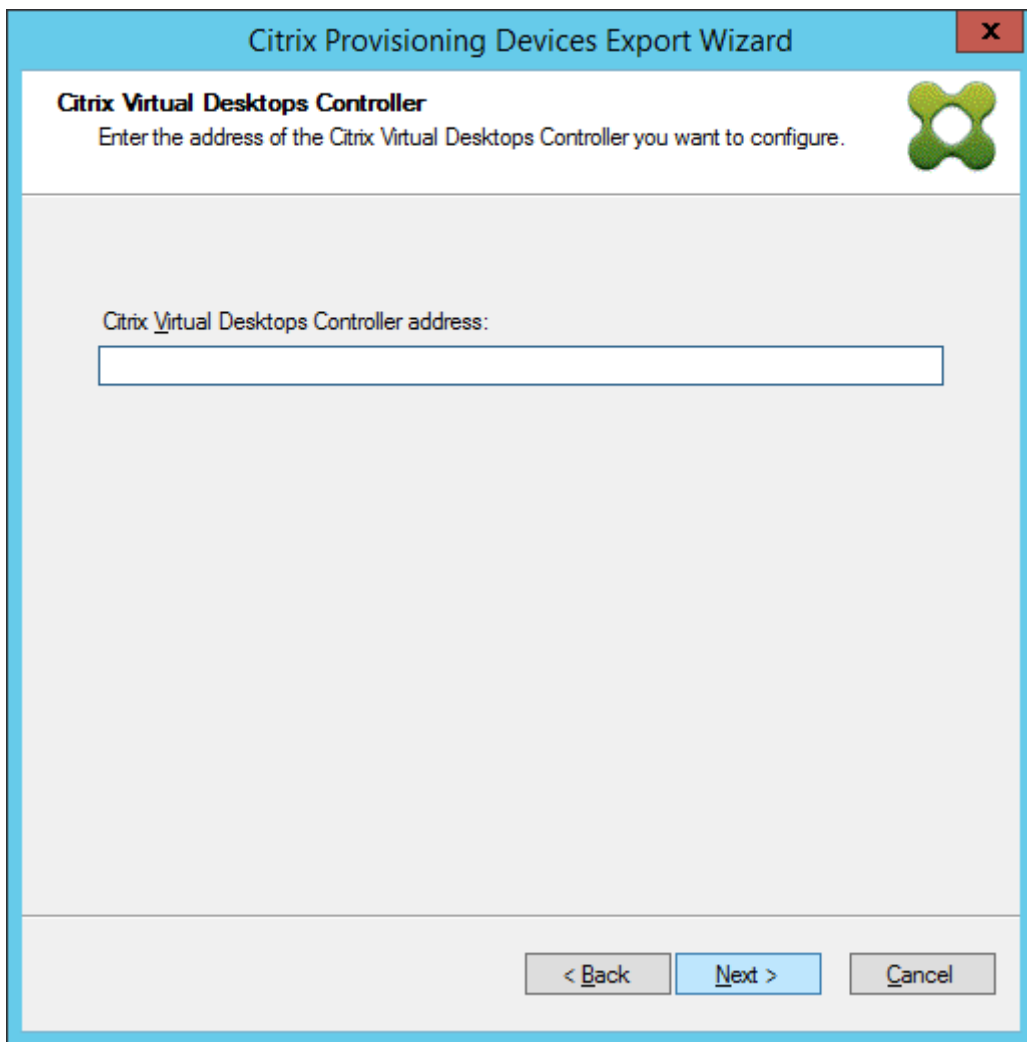 Citrix Provisioning Devices Export Wizard
x
Citrix Virtual Desktops Controller
Enter the address of the Citrix Virtual Desktops Controller you want to configure.
Citrix Virtual Desktops Controller address:
< Back
Next >
Cancel